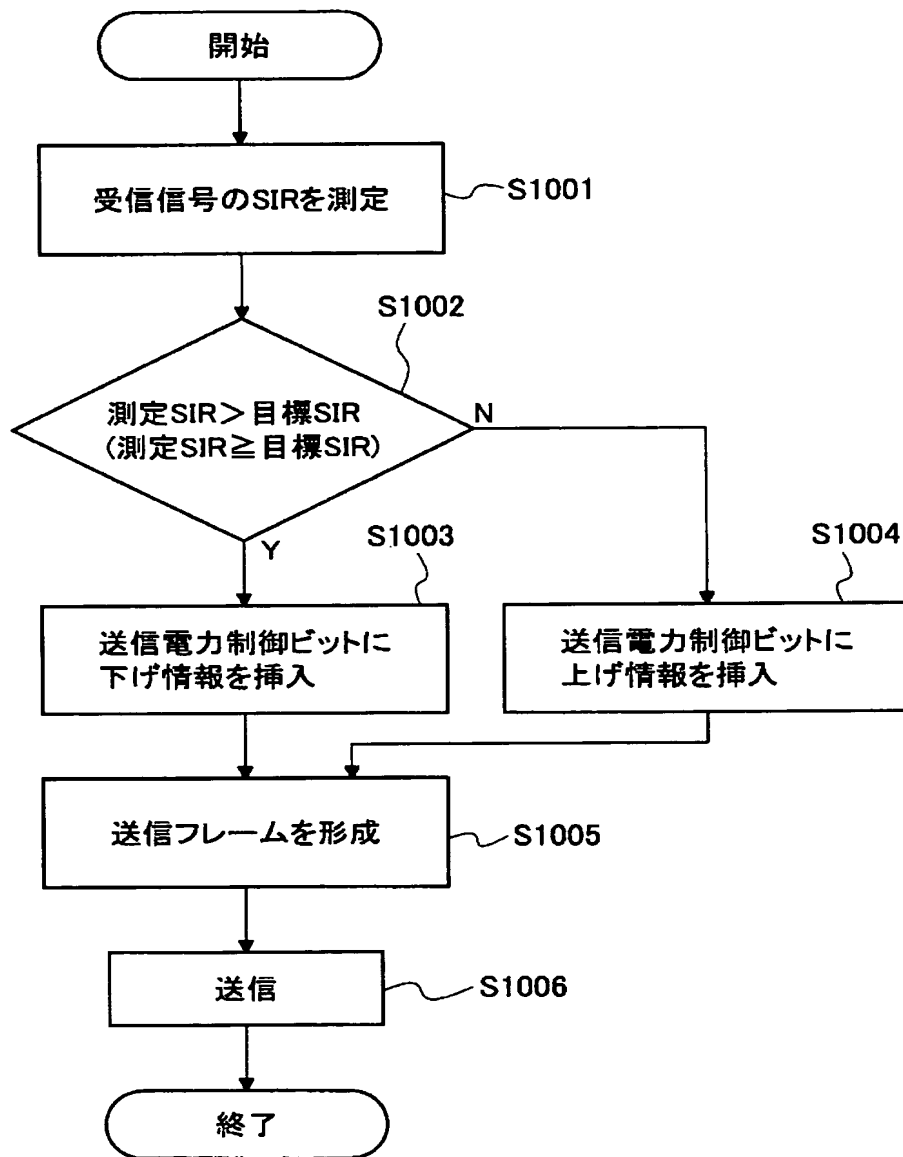 開始
受信信号のSIRを測定
S1001
S1002
測定SIR＞目標SIR
(測定SIR≧目標SIR)
N
Y
S1003
送信電力制御ビットに
下げ情報を挿入
S1004
送信電力制御ビットに
上げ情報を挿入
送信フレームを形成
S1005
送信
S1006
終了